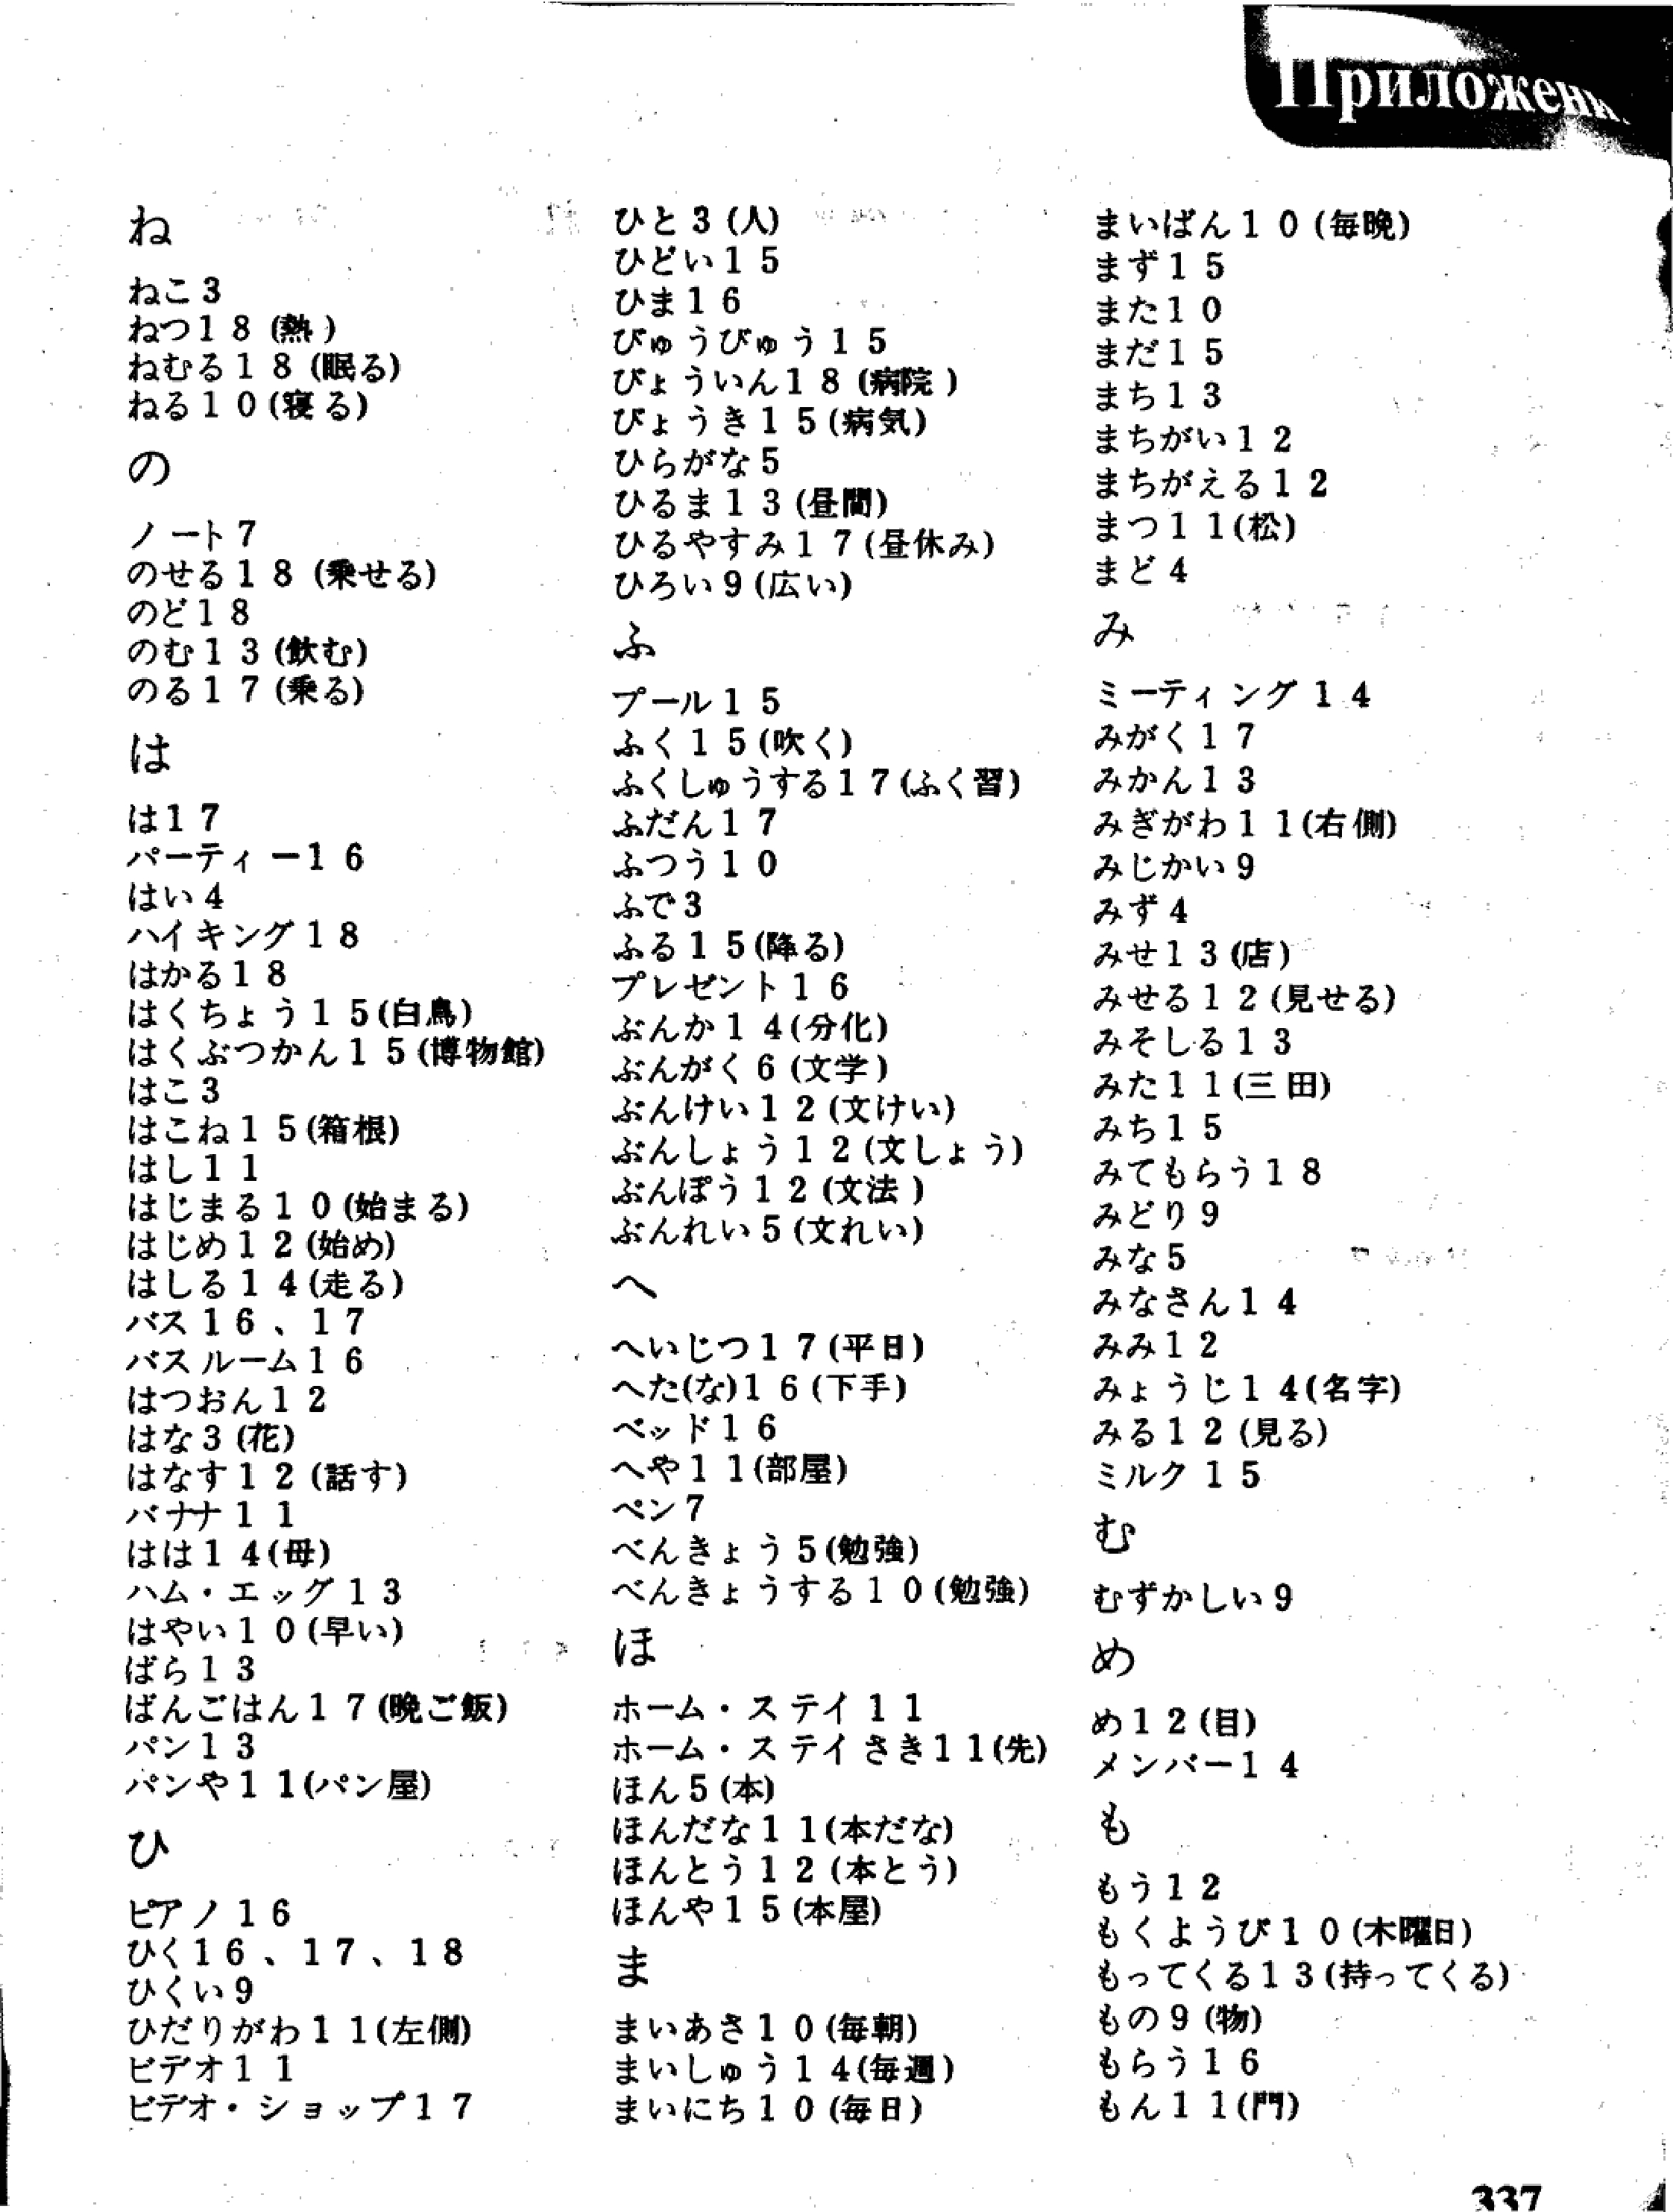 Приложени
ね
ねこ3
ねつ18(熱)
ねむる18(眠る)
ねる10(寝る)
の
ノート7
のせる18(乗せる)
のど18
のむ13(飲む)
のる17(乗る)
は
は17
パーティー16
はい4
ハイキング18
はかる18
はくちょう15(白鳥)
はくぶつかん15(博物館)
はこ3
はこね15(箱根)
はし11
はじまる10(始まる)
はじめ12(始め)
はしる14(走る)
バス16、17
バスルーム16
はつおん12
はな3(花)
はなす12(話す)
バナナ11
はは14(母)
ハム・エッグ13
はやい10(早い)
ばら13
ばんごはん17(晩ご飯)
パン13
パンや11(パン屋)
ひ
ピアノ16
ひく16、17、18
ひくい9
ひだりがわ11(左側)
ビデオ11
ビデオ・ショップ17
ひと3(人)
ひどい15
ひま16
びゅうびゅう15
びょういん18(病院)
びょうき15(病気)
ひらがな5
ひるま13(昼間)
ひるやすみ17(昼休み)
ひろい9(広い)
ふ
プール15
ふく15(吹く)
ふくしゅうする17(ふく習)
ふだん17
ふつう10
ふで3
ふる15(降る)
プレゼント16
ぶんか14(分化)
ぶんがく6(文学)
ぶんけい12(文けい)
ぶんしょう12(文しょう)
ぶんぽう12(文法)
ぶんれい5(文れい)
へ
へいじつ17(平日)
へた(な)16(下手)
ベッド16
へや11(部屋)
ペン7
べんきょう5(勉強)
べんきょうする10(勉強)
ほ
ホーム・ステイ11
ホーム・ステイさき11(先)
ほん5(本)
ほんだな11(本だな)
ほんとう12(本とう)
ほんや15(本屋)
ま
まいあさ10(毎朝)
まいしゅう14(毎週)
まいにち10(毎日)
まいばん10(毎晩)
まず15
また10
まだ15
まち13
まちがい12
まちがえる12
まつ11(松)
まど4
み
ミーティング14
みがく17
みかん13
みぎがわ11(右側)
みじかい9
みず4
みせ13(店)
みせる12(見せる)
みそしる13
みた11(三田)
みち15
みてもらう18
みどり9
みな5
みなさん14
みみ12
みょうじ14(名字)
みる12(見る)
ミルク15
む
むずかしい9
め
め12(目)
メンバー14
も
もう12
もくようび10(木曜日)
もってくる13(持ってくる)
もの9(物)
もらう16
もん11(門)
337